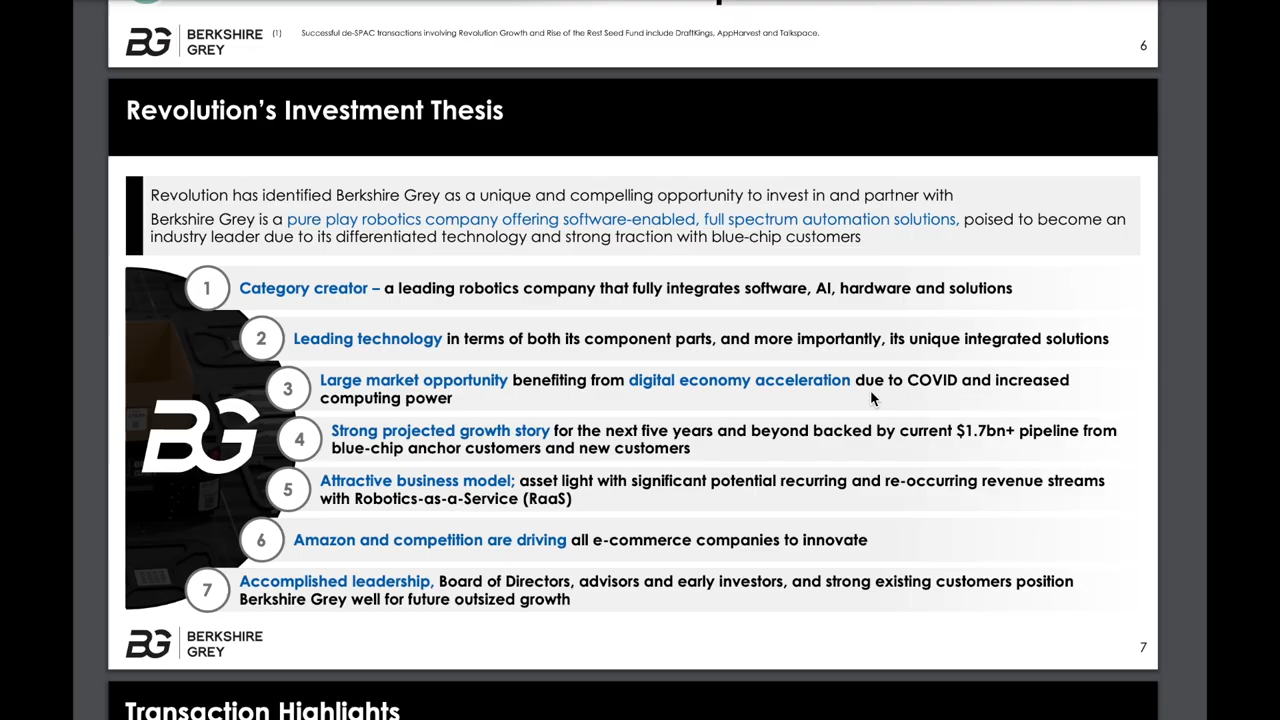 BG BERKSHIRE GREY
(1) Successful de-SPAC transactions involving Revolution Growth and Rise of the Rest Seed Fund include DraftKings, AppHarvest and Talkspace.
6
Revolution's Investment Thesis
Revolution has identified Berkshire Grey as a unique and compelling opportunity to invest in and partner with
Berkshire Grey is a pure play robotics company offering software-enabled, full spectrum automation solutions, poised to become an
industry leader due to its differentiated technology and strong traction with blue-chip customers
1 Category creator – a leading robotics company that fully integrates software, AI, hardware and solutions
2 Leading technology in terms of both its component parts, and more importantly, its unique integrated solutions
3 Large market opportunity benefiting from digital economy acceleration due to COVID and increased
computing power
BG
4 Strong projected growth story for the next five years and beyond backed by current $1.7bn+ pipeline from
blue-chip anchor customers and new customers
5 Attractive business model; asset light with significant potential recurring and re-occurring revenue streams
with Robotics-as-a-Service (RaaS)
6 Amazon and competition are driving all e-commerce companies to innovate
7 Accomplished leadership, Board of Directors, advisors and early investors, and strong existing customers position
Berkshire Grey well for future outsized growth
BG BERKSHIRE GREY
7
Transaction Highlights